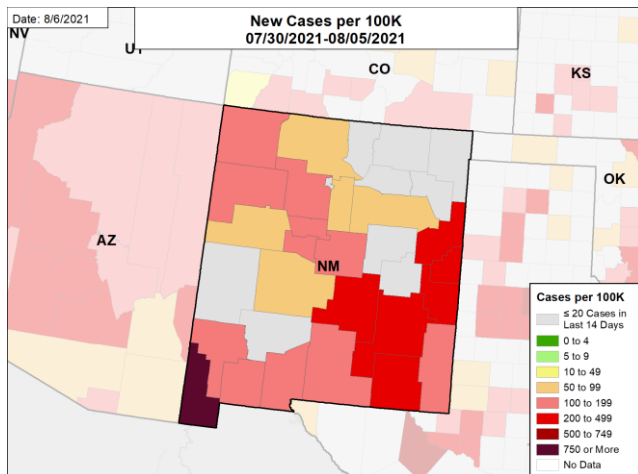 Date: 8/6/2021
New Cases per 100K
07/30/2021-08/05/2021
NV
UT
CO
KS
AZ
NM
OK
Cases per 100K
≤ 20 Cases in
Last 14 Days
0 to 4
5 to 9
10 to 49
50 to 99
100 to 199
200 to 499
500 to 749
750 or More
No Data